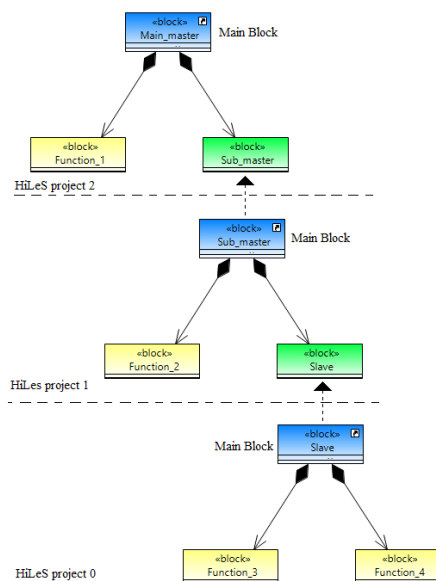 «block»
Main_master
Main Block
«block»
Function_1
«block»
Sub_master
HiLeS project 2
«block»
Sub_master
Main Block
«block»
Function_2
«block»
Slave
HiLes project 1
«block»
Slave
Main Block
«block»
Function_3
«block»
Function_4
HiLeS project 0